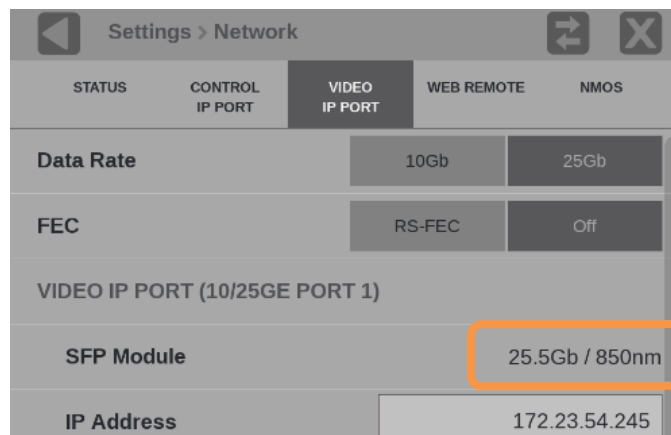 Settings > Network
STATUS CONTROL IP PORT VIDEO IP PORT WEB REMOTE NMOS
Data Rate 10Gb 25Gb
FEC RS-FEC Off
VIDEO IP PORT (10/25GE PORT 1)
SFP Module 25.5Gb / 850nm
IP Address 172.23.54.245